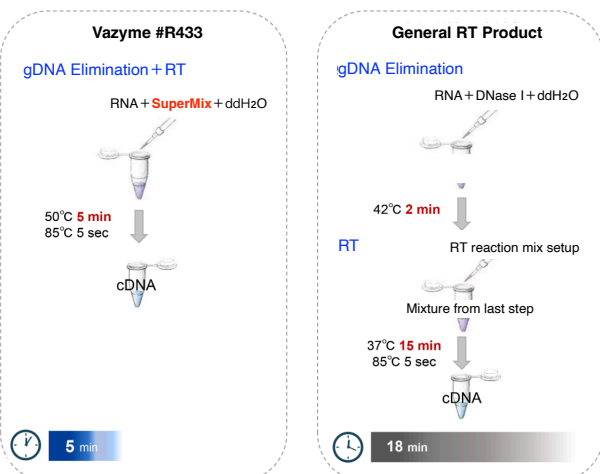 Vazyme #R433
gDNA Elimination+RT
RNA+SuperMix+ddH2O
50℃ 5 min
85℃ 5 sec
cDNA
5 min
General RT Product
gDNA Elimination
RNA+DNase I+ddH2O
42℃ 2 min
RT
RT reaction mix setup
Mixture from last step
37℃ 15 min
85℃ 5 sec
cDNA
18 min